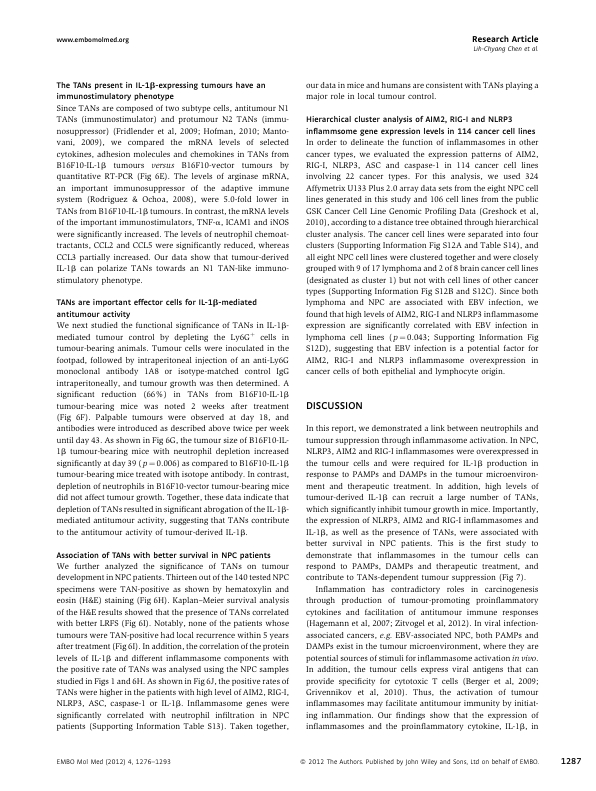 www.embomolmed.org
Research Article
Lih-Chyang Chen et al.
The TANs present in IL-1β-expressing tumours have an
immunostimulatory phenotype
Since TANs are composed of two subtype cells, antitumour N1
TANs (immunostimulator) and protumour N2 TANs (immu-
nosuppressor) (Fridlender et al, 2009; Hofman, 2010; Manto-
vani, 2009), we compared the mRNA levels of selected
cytokines, adhesion molecules and chemokines in TANs from
B16F10-IL-1β tumours versus B16F10-vector tumours by
quantitative RT-PCR (Fig 6E). The levels of arginase mRNA,
an important immunosuppressor of the adaptive immune
system (Rodriguez & Ochoa, 2008), were 5.0-fold lower in
TANs from B16F10-IL-1β tumours. In contrast, the mRNA levels
of the important immunostimulators, TNF-α, ICAM1 and iNOS
were significantly increased. The levels of neutrophil chemoat-
tractants, CCL2 and CCL5 were significantly reduced, whereas
CCL3 partially increased. Our data show that tumour-derived
IL-1β can polarize TANs towards an N1 TAN-like immuno-
stimulatory phenotype.
TANs are important effector cells for IL-1β-mediated
antitumour activity
We next studied the functional significance of TANs in IL-1β-
mediated tumour control by depleting the Ly6G+ cells in
tumour-bearing animals. Tumour cells were inoculated in the
footpad, followed by intraperitoneal injection of an anti-Ly6G
monoclonal antibody 1A8 or isotype-matched control IgG
intraperitoneally, and tumour growth was then determined. A
significant reduction (66%) in TANs from B16F10-IL-1β
tumour-bearing mice was noted 2 weeks after treatment
(Fig 6F). Palpable tumours were observed at day 18, and
antibodies were introduced as described above twice per week
until day 43. As shown in Fig 6G, the tumour size of B16F10-IL-
1β tumour-bearing mice with neutrophil depletion increased
significantly at day 39 (p = 0.006) as compared to B16F10-IL-1β
tumour-bearing mice treated with isotope antibody. In contrast,
depletion of neutrophils in B16F10-vector tumour-bearing mice
did not affect tumour growth. Together, these data indicate that
depletion of TANs resulted in significant abrogation of the IL-1β-
mediated antitumour activity, suggesting that TANs contribute
to the antitumour activity of tumour-derived IL-1β.
Association of TANs with better survival in NPC patients
We further analyzed the significance of TANs on tumour
development in NPC patients. Thirteen out of the 140 tested NPC
specimens were TAN-positive as shown by hematoxylin and
eosin (H&E) staining (Fig 6H). Kaplan–Meier survival analysis
of the H&E results showed that the presence of TANs correlated
with better LRFS (Fig 6I). Notably, none of the patients whose
tumours were TAN-positive had local recurrence within 5 years
after treatment (Fig 6I). In addition, the correlation of the protein
levels of IL-1β and different inflammasome components with
the positive rate of TANs was analysed using the NPC samples
studied in Figs 1 and 6H. As shown in Fig 6J, the positive rates of
TANs were higher in the patients with high level of AIM2, RIG-I,
NLRP3, ASC, caspase-1 or IL-1β. Inflammasome genes were
significantly correlated with neutrophil infiltration in NPC
patients (Supporting Information Table S13). Taken together,
our data in mice and humans are consistent with TANs playing a
major role in local tumour control.
Hierarchical cluster analysis of AIM2, RIG-I and NLRP3
inflammsome gene expression levels in 114 cancer cell lines
In order to delineate the function of inflammasomes in other
cancer types, we evaluated the expression patterns of AIM2,
RIG-I, NLRP3, ASC and caspase-1 in 114 cancer cell lines
involving 22 cancer types. For this analysis, we used 324
Affymetrix U133 Plus 2.0 array data sets from the eight NPC cell
lines generated in this study and 106 cell lines from the public
GSK Cancer Cell Line Genomic Profiling Data (Greshock et al,
2010), according to a distance tree obtained through hierarchical
cluster analysis. The cancer cell lines were separated into four
clusters (Supporting Information Fig S12A and Table S14), and
all eight NPC cell lines were clustered together and were closely
grouped with 9 of 17 lymphoma and 2 of 8 brain cancer cell lines
(designated as cluster 1) but not with cell lines of other cancer
types (Supporting Information Fig S12B and S12C). Since both
lymphoma and NPC are associated with EBV infection, we
found that high levels of AIM2, RIG-I and NLRP3 inflammasome
expression are significantly correlated with EBV infection in
lymphoma cell lines (p = 0.043; Supporting Information Fig
S12D), suggesting that EBV infection is a potential factor for
AIM2, RIG-I and NLRP3 inflammasome overexpression in
cancer cells of both epithelial and lymphocyte origin.
DISCUSSION
In this report, we demonstrated a link between neutrophils and
tumour suppression through inflammasome activation. In NPC,
NLRP3, AIM2 and RIG-I inflammasomes were overexpressed in
the tumour cells and were required for IL-1β production in
response to PAMPs and DAMPs in the tumour microenviron-
ment and therapeutic treatment. In addition, high levels of
tumour-derived IL-1β can recruit a large number of TANs,
which significantly inhibit tumour growth in mice. Importantly,
the expression of NLRP3, AIM2 and RIG-I inflammasomes and
IL-1β, as well as the presence of TANs, were associated with
better survival in NPC patients. This is the first study to
demonstrate that inflammasomes in the tumour cells can
respond to PAMPs, DAMPs and therapeutic treatment, and
contribute to TANs-dependent tumour suppression (Fig 7).
Inflammation has contradictory roles in carcinogenesis
through production of tumour-promoting proinflammatory
cytokines and facilitation of antitumour immune responses
(Hagemann et al, 2007; Zitvogel et al, 2012). In viral infection-
associated cancers, e.g. EBV-associated NPC, both PAMPs and
DAMPs exist in the tumour microenvironment, where they are
potential sources of stimuli for inflammasome activation in vivo.
In addition, the tumour cells express viral antigens that can
provide specificity for cytotoxic T cells (Berger et al, 2009;
Grivennikov et al, 2010). Thus, the activation of tumour
inflammasomes may facilitate antitumour immunity by initiat-
ing inflammation. Our findings show that the expression of
inflammasomes and the proinflammatory cytokine, IL-1β, in
EMBO Mol Med (2012) 4, 1276–1293
© 2012 The Authors. Published by John Wiley and Sons, Ltd on behalf of EMBO.
1287